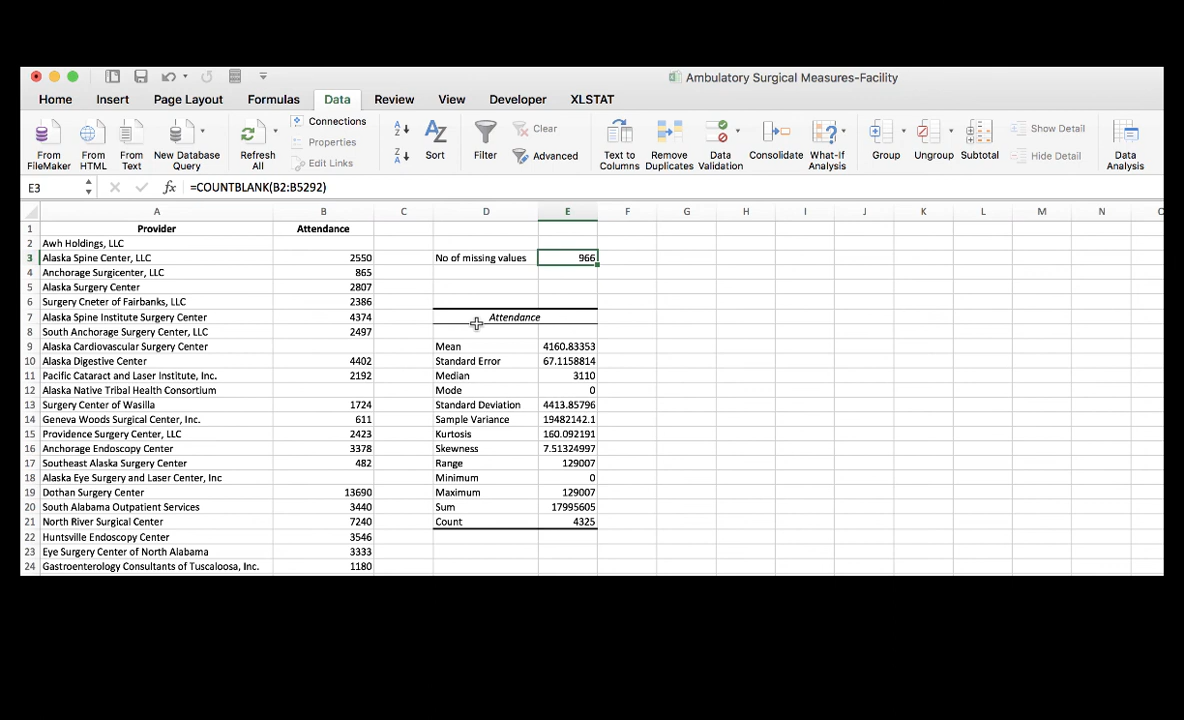 Ambulatory Surgical Measures-Facility
Home Insert Page Layout Formulas Data Review View Developer XLSTAT
From FileMaker From HTML From Text New Database Query Refresh All Connections Properties Edit Links Sort Filter Clear Advanced Text to Columns Remove Duplicates Data Validation Consolidate What-If Analysis Group Ungroup Subtotal Show Detail Hide Detail Data Analysis
E3 fx =COUNTBLANK(B2:B5292)
A B C D E F G H I J K L M N O
1 Provider Attendance
2 Awh Holdings, LLC
3 Alaska Spine Center, LLC 2550 No of missing values 966
4 Anchorage Surgicenter, LLC 865
5 Alaska Surgery Center 2807
6 Surgery Cneter of Fairbanks, LLC 2386
7 Alaska Spine Institute Surgery Center 4374 Attendance
8 South Anchorage Surgery Center, LLC 2497
9 Alaska Cardiovascular Surgery Center Mean 4160.83353
10 Alaska Digestive Center 4402 Standard Error 67.1158814
11 Pacific Cataract and Laser Institute, Inc. 2192 Median 3110
12 Alaska Native Tribal Health Consortium Mode 0
13 Surgery Center of Wasilla 1724 Standard Deviation 4413.85796
14 Geneva Woods Surgical Center, Inc. 611 Sample Variance 19482142.1
15 Providence Surgery Center, LLC 2423 Kurtosis 160.092191
16 Anchorage Endoscopy Center 3378 Skewness 7.51324997
17 Southeast Alaska Surgery Center 482 Range 129007
18 Alaska Eye Surgery and Laser Center, Inc Minimum 0
19 Dothan Surgery Center 13690 Maximum 129007
20 South Alabama Outpatient Services 3440 Sum 17995605
21 North River Surgical Center 7240 Count 4325
22 Huntsville Endoscopy Center 3546
23 Eye Surgery Center of North Alabama 3333
24 Gastroenterology Consultants of Tuscaloosa, Inc. 1180